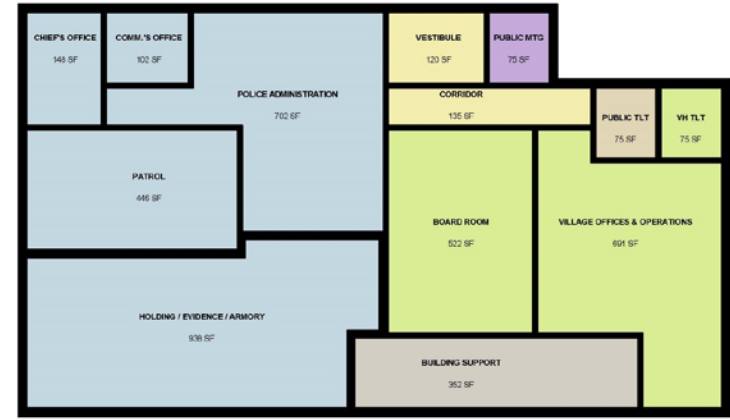 CHIEF'S OFFICE
148 SF
COMM.'S OFFICE
102 SF
VESTIBULE
120 SF
PUBLIC MTG
75 SF
POLICE ADMINISTRATION
702 SF
CORRIDOR
135 SF
PUBLIC TLT
75 SF
VH TLT
75 SF
PATROL
446 SF
BOARD ROOM
522 SF
VILLAGE OFFICES & OPERATIONS
691 SF
HOLDING / EVIDENCE / ARMORY
938 SF
BUILDING SUPPORT
352 SF